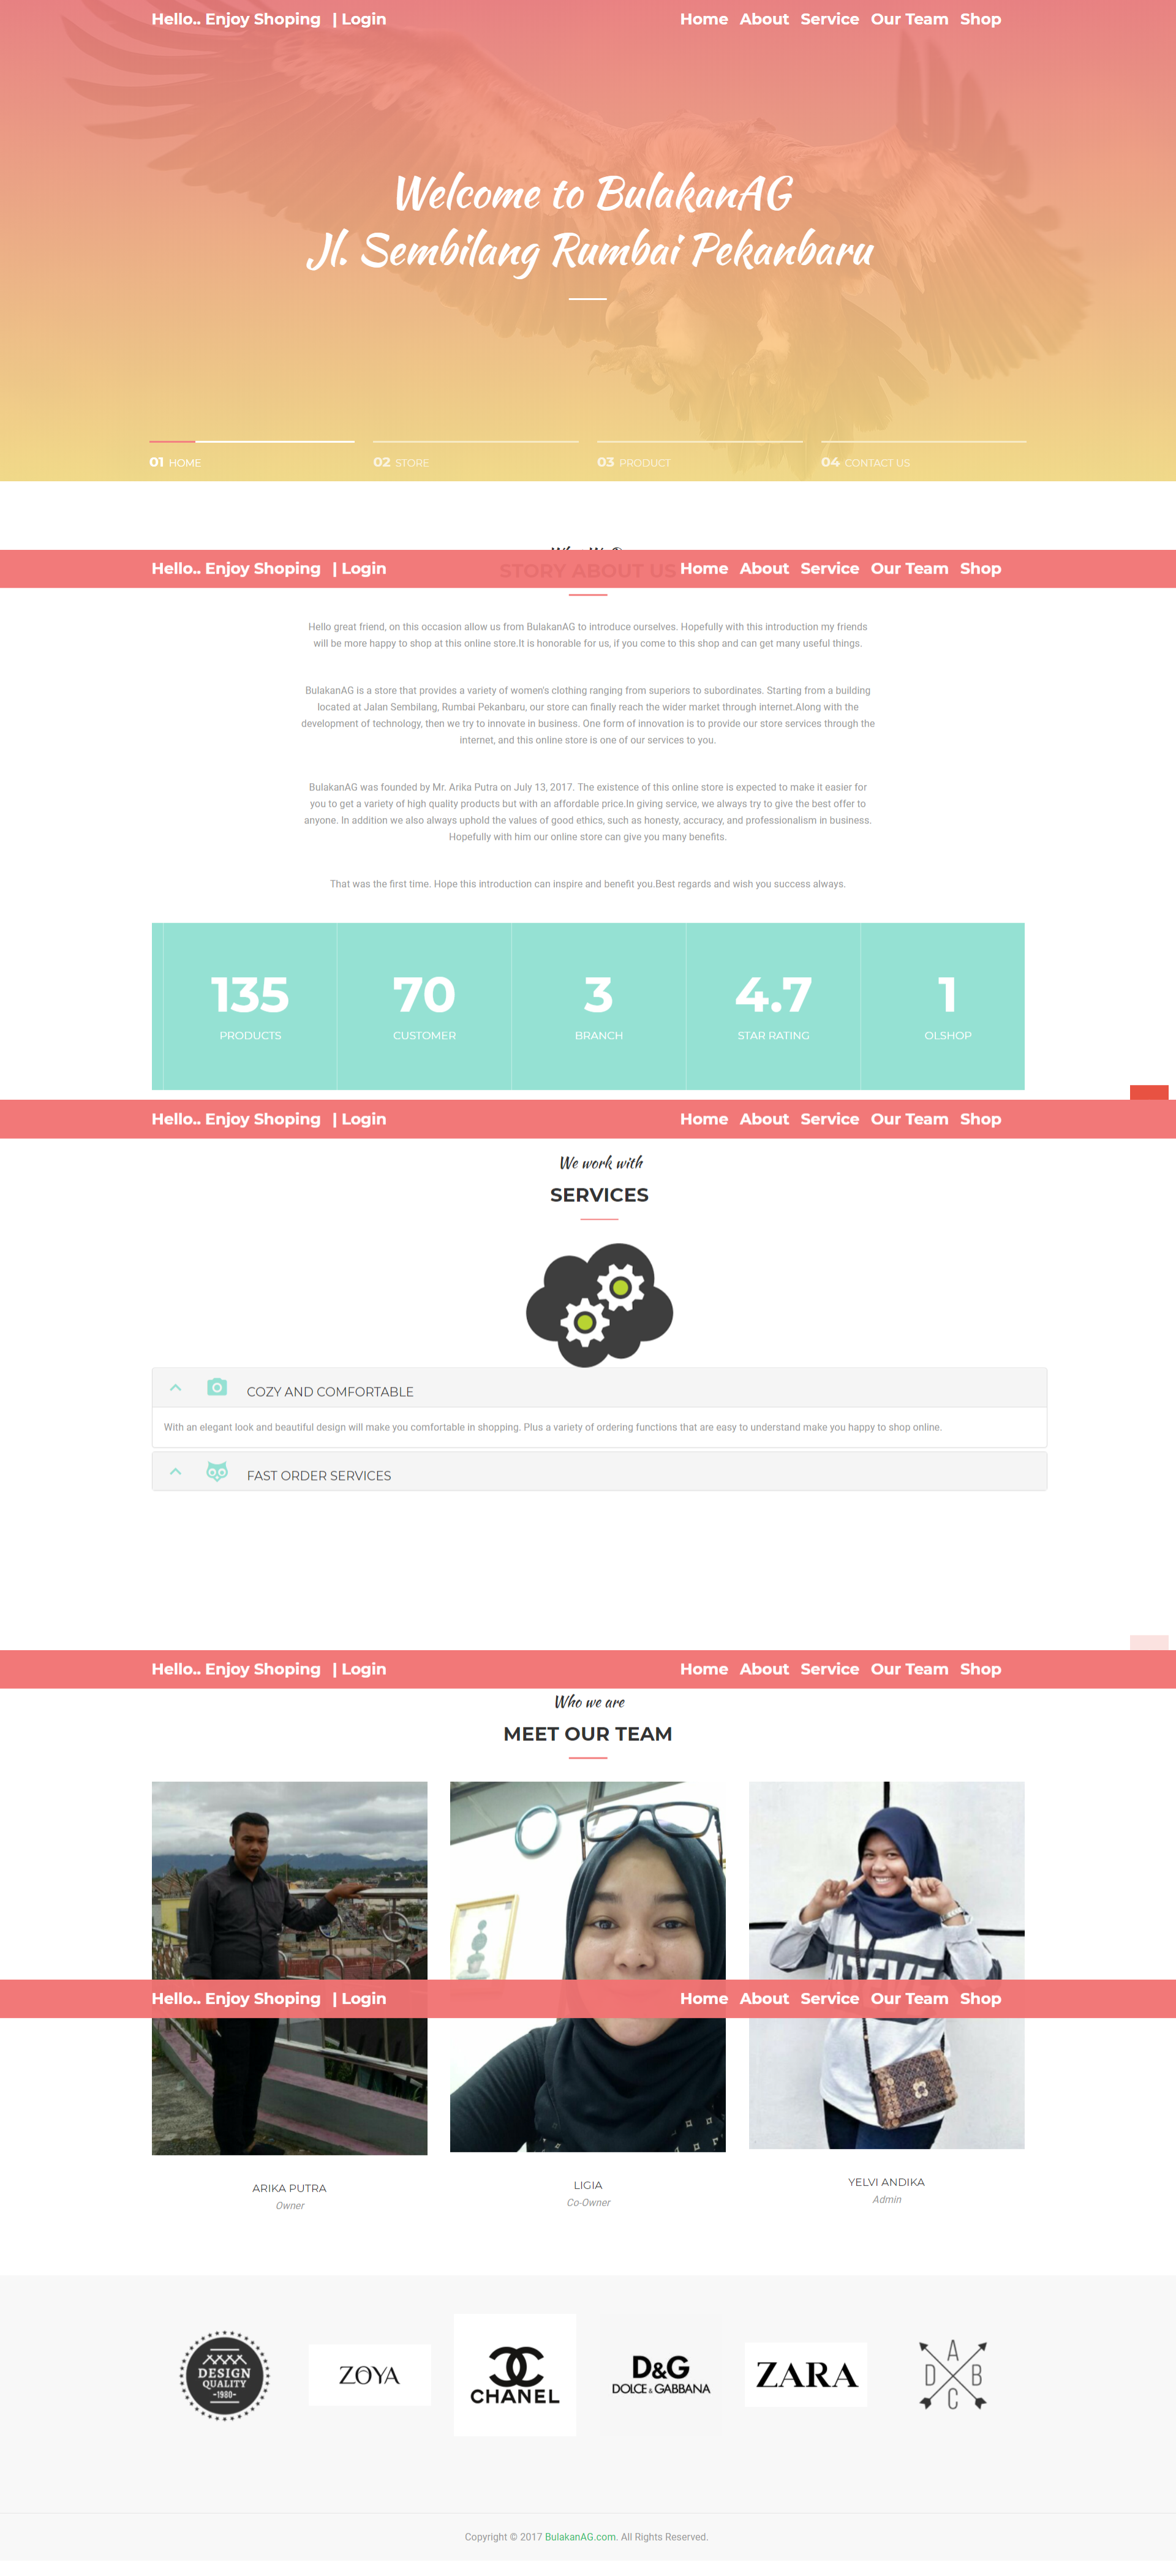 Hello.. Enjoy Shoping | Login Home About Service Our Team Shop
Welcome to BulakanAG
Jl. Sembilang Rumbai Pekanbaru
01 HOME 02 STORE 03 PRODUCT 04 CONTACT US
Hello.. Enjoy Shoping | Login Home About Service Our Team Shop
STORY ABOUT US
Hello great friend, on this occasion allow us from BulakanAG to introduce ourselves. Hopefully with this introduction my friends
will be more happy to shop at this online store.It is honorable for us, if you come to this shop and can get many useful things.
BulakanAG is a store that provides a variety of women's clothing ranging from superiors to subordinates. Starting from a building
located at Jalan Sembilang, Rumbai Pekanbaru, our store can finally reach the wider market through internet.Along with the
development of technology, then we try to innovate in business. One form of innovation is to provide our store services through the
internet, and this online store is one of our services to you.
BulakanAG was founded by Mr. Arika Putra on July 13, 2017. The existence of this online store is expected to make it easier for
you to get a variety of high quality products but with an affordable price.In giving service, we always try to give the best offer to
anyone. In addition we also always uphold the values of good ethics, such as honesty, accuracy, and professionalism in business.
Hopefully with him our online store can give you many benefits.
That was the first time. Hope this introduction can inspire and benefit you.Best regards and wish you success always.
135 70 3 4.7 1
PRODUCTS CUSTOMER BRANCH STAR RATING OLSHOP
Hello.. Enjoy Shoping | Login Home About Service Our Team Shop
We work with
SERVICES
COZY AND COMFORTABLE
With an elegant look and beautiful design will make you comfortable in shopping. Plus a variety of ordering functions that are easy to understand make you happy to shop online.
FAST ORDER SERVICES
Hello.. Enjoy Shoping | Login Home About Service Our Team Shop
Who we are
MEET OUR TEAM
Hello.. Enjoy Shoping | Login Home About Service Our Team Shop
ARIKA PUTRA
Owner
LIGIA
Co-Owner
YELVI ANDIKA
Admin
DESIGN
QUALITY
-1980-
ZOYA
CHANEL
D&G
DOLCE & GABBANA
ZARA
A
D B
C
Copyright © 2017 BulakanAG.com. All Rights Reserved.